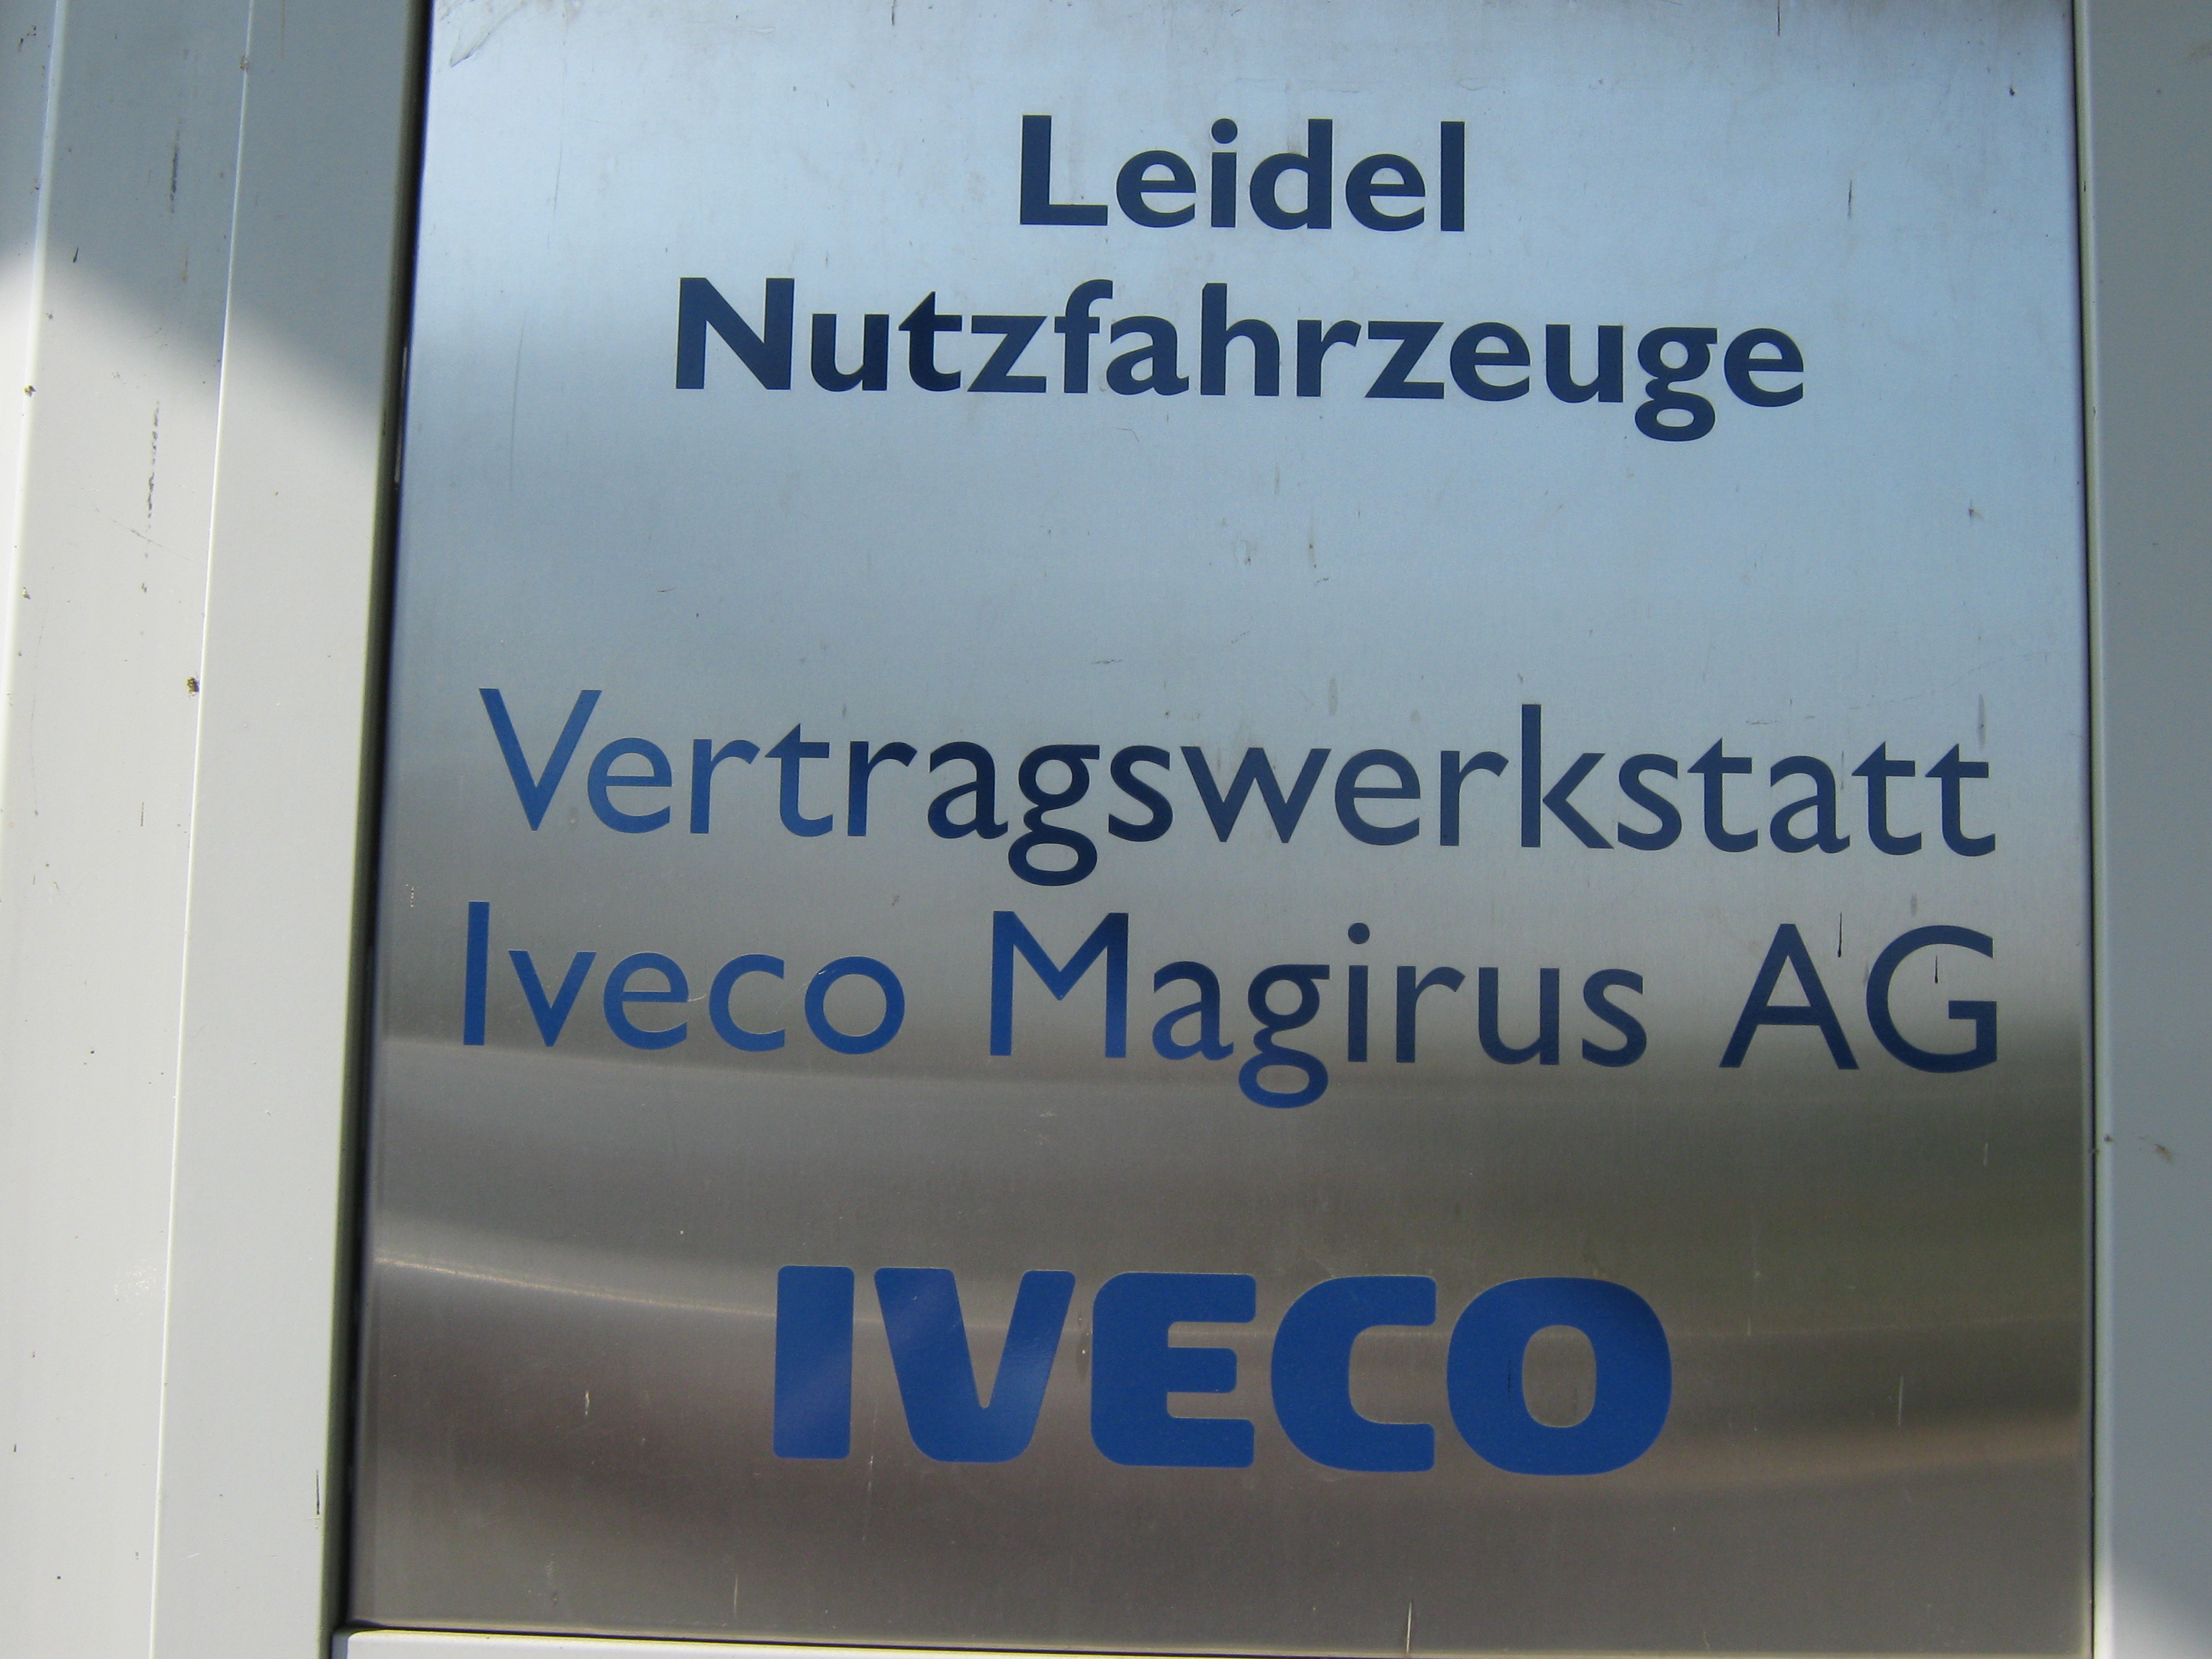 Leidel
Nutzfahrzeuge
Vertragswerkstatt
Iveco Magirus AG
IVECO